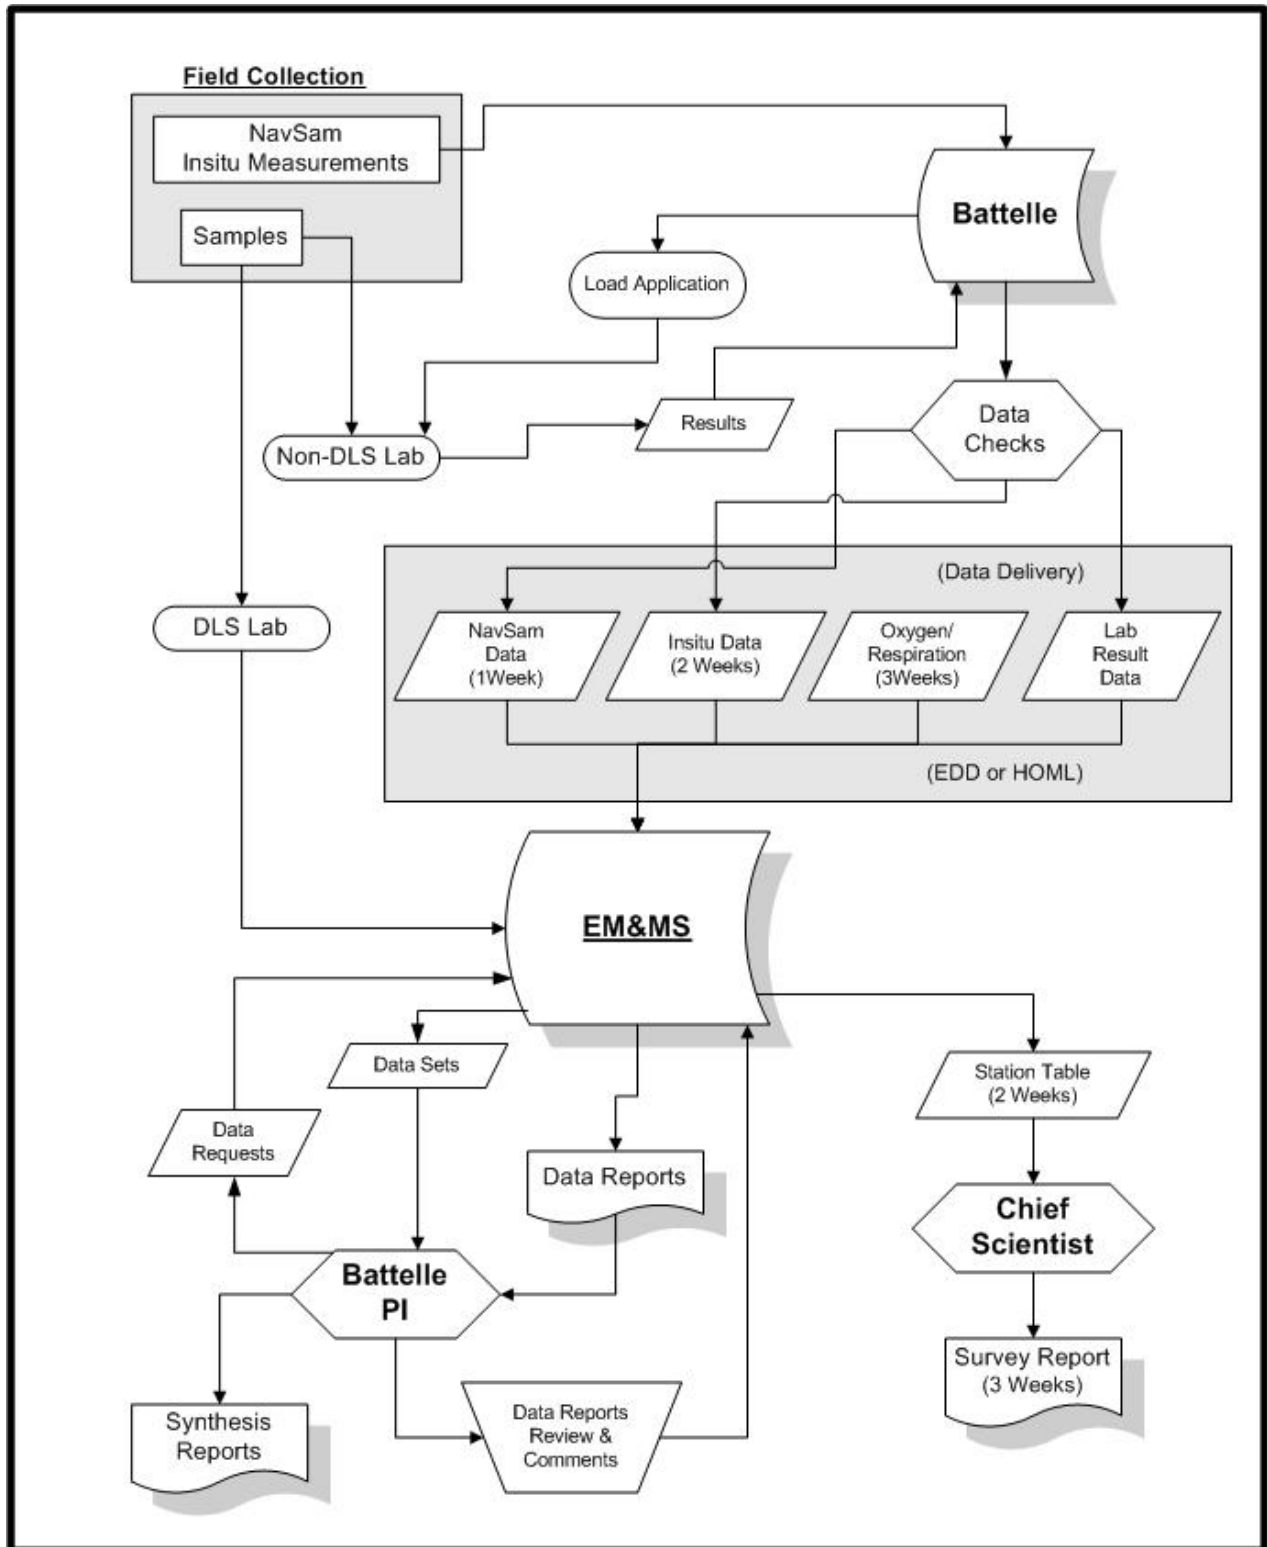 Field Collection
NavSam
Insitu Measurements
Samples
Battelle
Load Application
Results
Non-DLS Lab
Data
Checks
DLS Lab
(Data Delivery)
NavSam
Data
(1Week)
Insitu Data
(2 Weeks)
Oxygen/
Respiration
(3Weeks)
Lab
Result
Data
(EDD or HOML)
EM&MS
Data Sets
Data
Requests
Data Reports
Station Table
(2 Weeks)
Chief
Scientist
Battelle
PI
Survey Report
(3 Weeks)
Synthesis
Reports
Data Reports
Review &
Comments